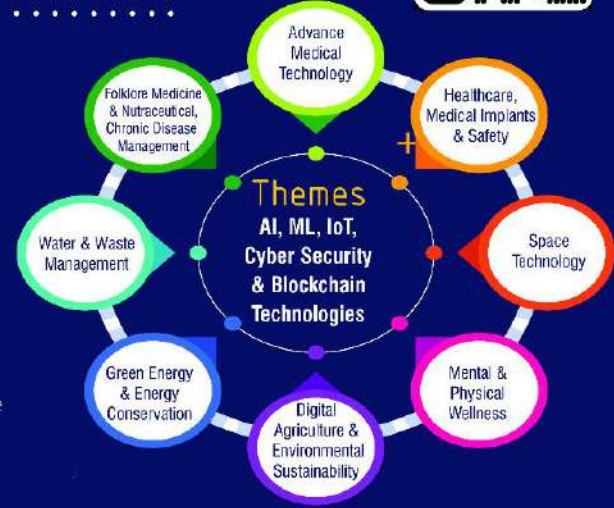 Advance
Medical
Technology
Healthcare,
Medical Implants
& Safety
Space
Technology
Mental &
Physical
Wellness
Digital
Agriculture &
Environmental
Sustainability
Green Energy
& Energy
Conservation
Water & Waste
Management
Folklore Medicine
& Nutraceutical,
Chronic Disease
Management
Themes
AI, ML, IoT,
Cyber Security
& Blockchain
Technologies